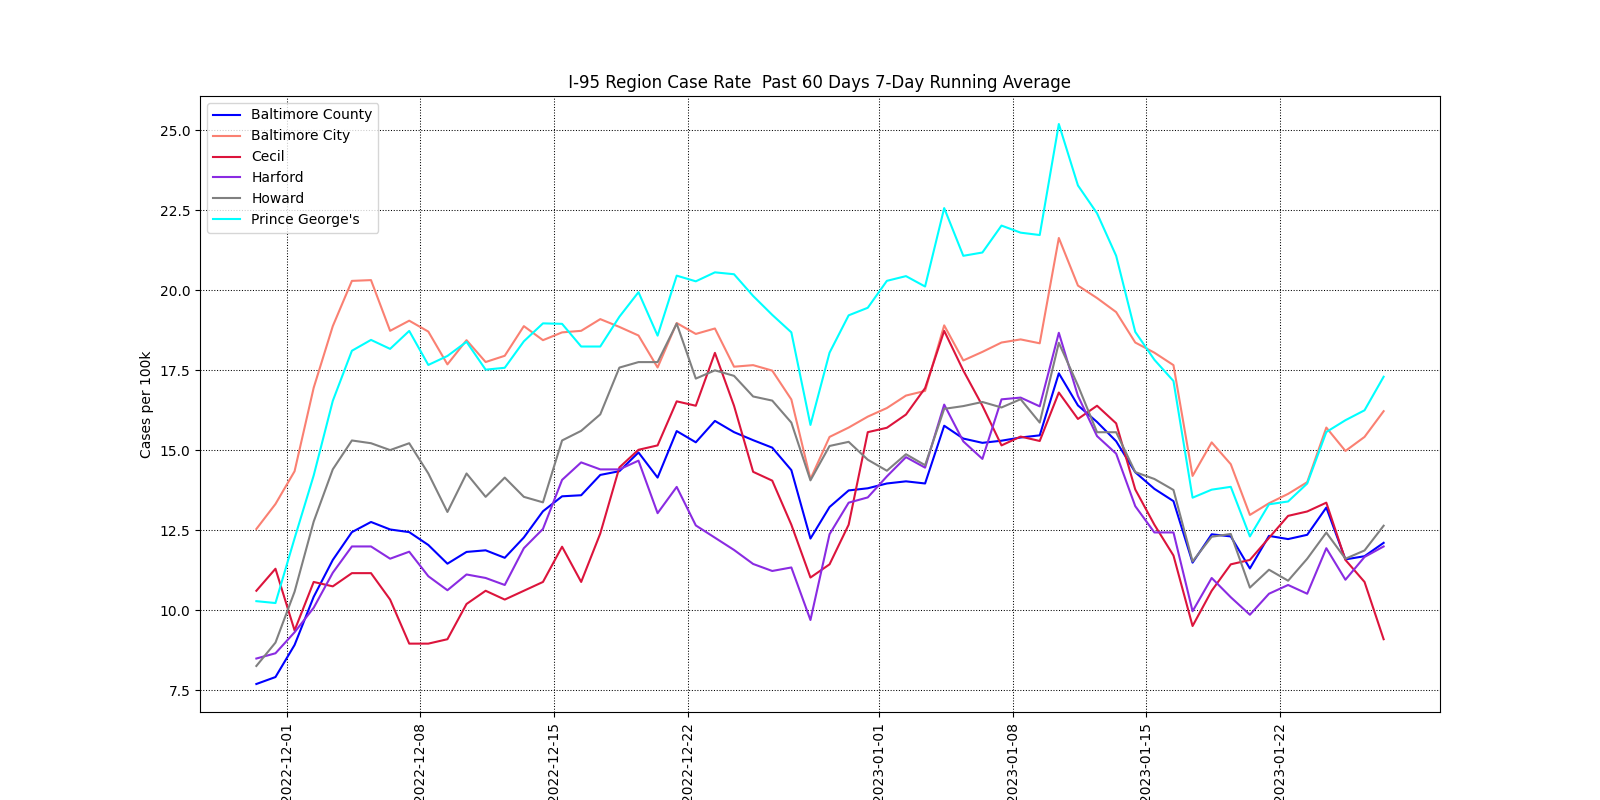 I-95 Region Case Rate  Past 60 Days 7-Day Running Average
Baltimore County
Baltimore City
Cecil
Harford
Howard
Prince George's
Cases per 100k
25.0
22.5
20.0
17.5
15.0
12.5
10.0
7.5
2022-12-01
2022-12-08
2022-12-15
2022-12-22
2023-01-01
2023-01-08
2023-01-15
2023-01-22